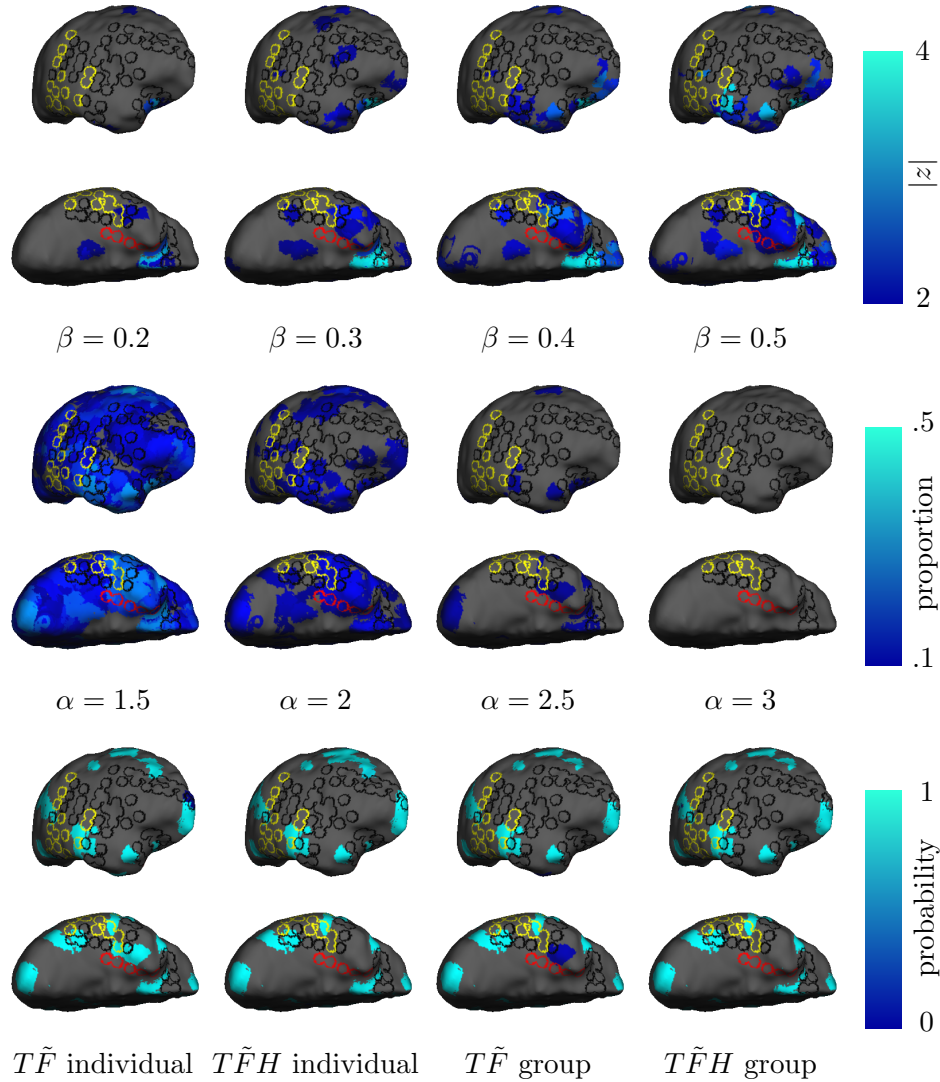 4
|z|
2
β = 0.2 β = 0.3 β = 0.4 β = 0.5
.5
proportion
.1
α = 1.5 α = 2 α = 2.5 α = 3
1
probability
0
TF̃ individual TF̃H individual TF̃ group TF̃H group